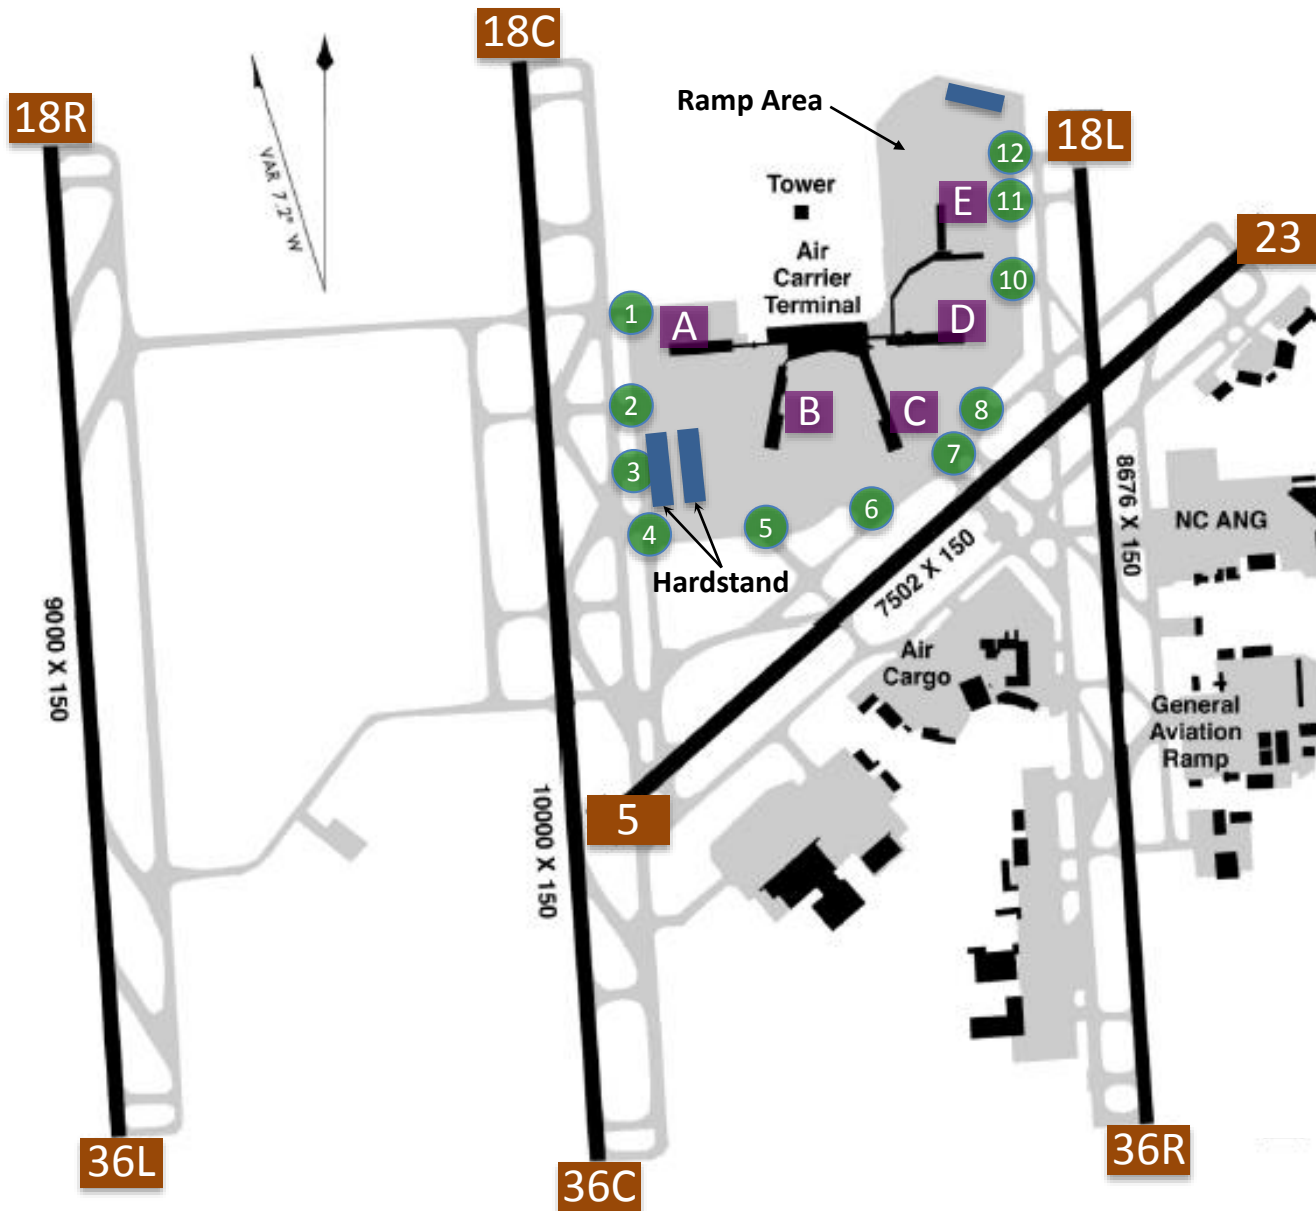 18C
18R
Ramp Area
18L
12
VAR 7.2° W
Tower
E
11
23
Air
Carrier
Terminal
10
1
A
D
2
B
C
8
7
3
8676 X 150
4
5
6
NC ANG
Hardstand
7502 X 150
9000 X 150
Air
Cargo
General
Aviation
Ramp
10000 X 150
5
36L
36C
36R